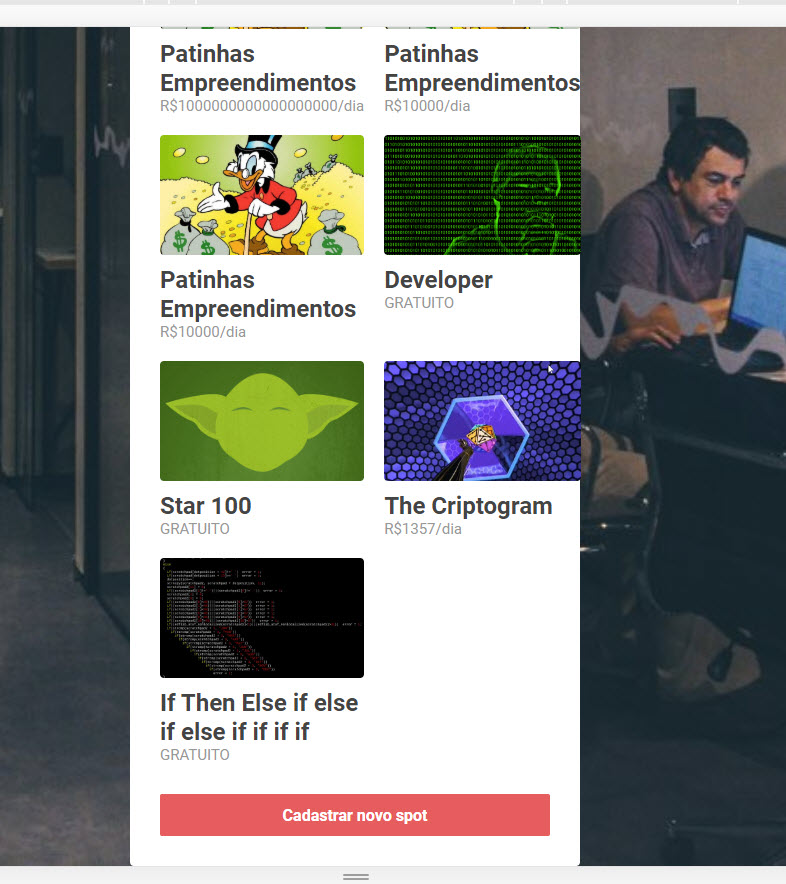 Patinhas
Empreendimentos
R$1000000000000000000/dia
Patinhas
Empreendimentos
R$10000/dia
$ $ $
Patinhas
Empreendimentos
R$10000/dia
Developer
GRATUITO
Star 100
GRATUITO
The Criptogram
R$1357/dia
If Then Else if else
if else if if if if
GRATUITO
Cadastrar novo spot